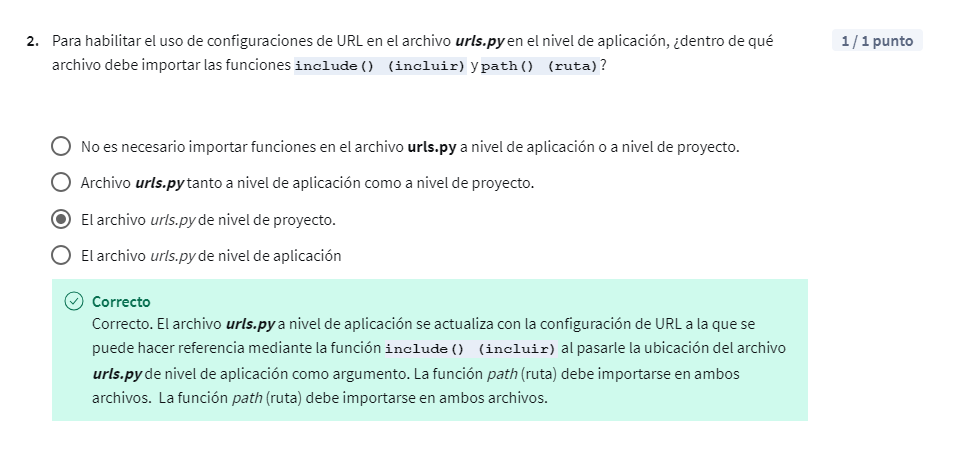 2. Para habilitar el uso de configuraciones de URL en el archivo urls.py en el nivel de aplicación, ¿dentro de qué 1 / 1 punto
archivo debe importar las funciones include() (incluir) y path() (ruta)?
No es necesario importar funciones en el archivo urls.py a nivel de aplicación o a nivel de proyecto.
Archivo urls.py tanto a nivel de aplicación como a nivel de proyecto.
El archivo urls.py de nivel de proyecto.
El archivo urls.py de nivel de aplicación
Correcto
Correcto. El archivo urls.py a nivel de aplicación se actualiza con la configuración de URL a la que se
puede hacer referencia mediante la función include() (incluir) al pasarle la ubicación del archivo
urls.py de nivel de aplicación como argumento. La función path (ruta) debe importarse en ambos
archivos. La función path (ruta) debe importarse en ambos archivos.